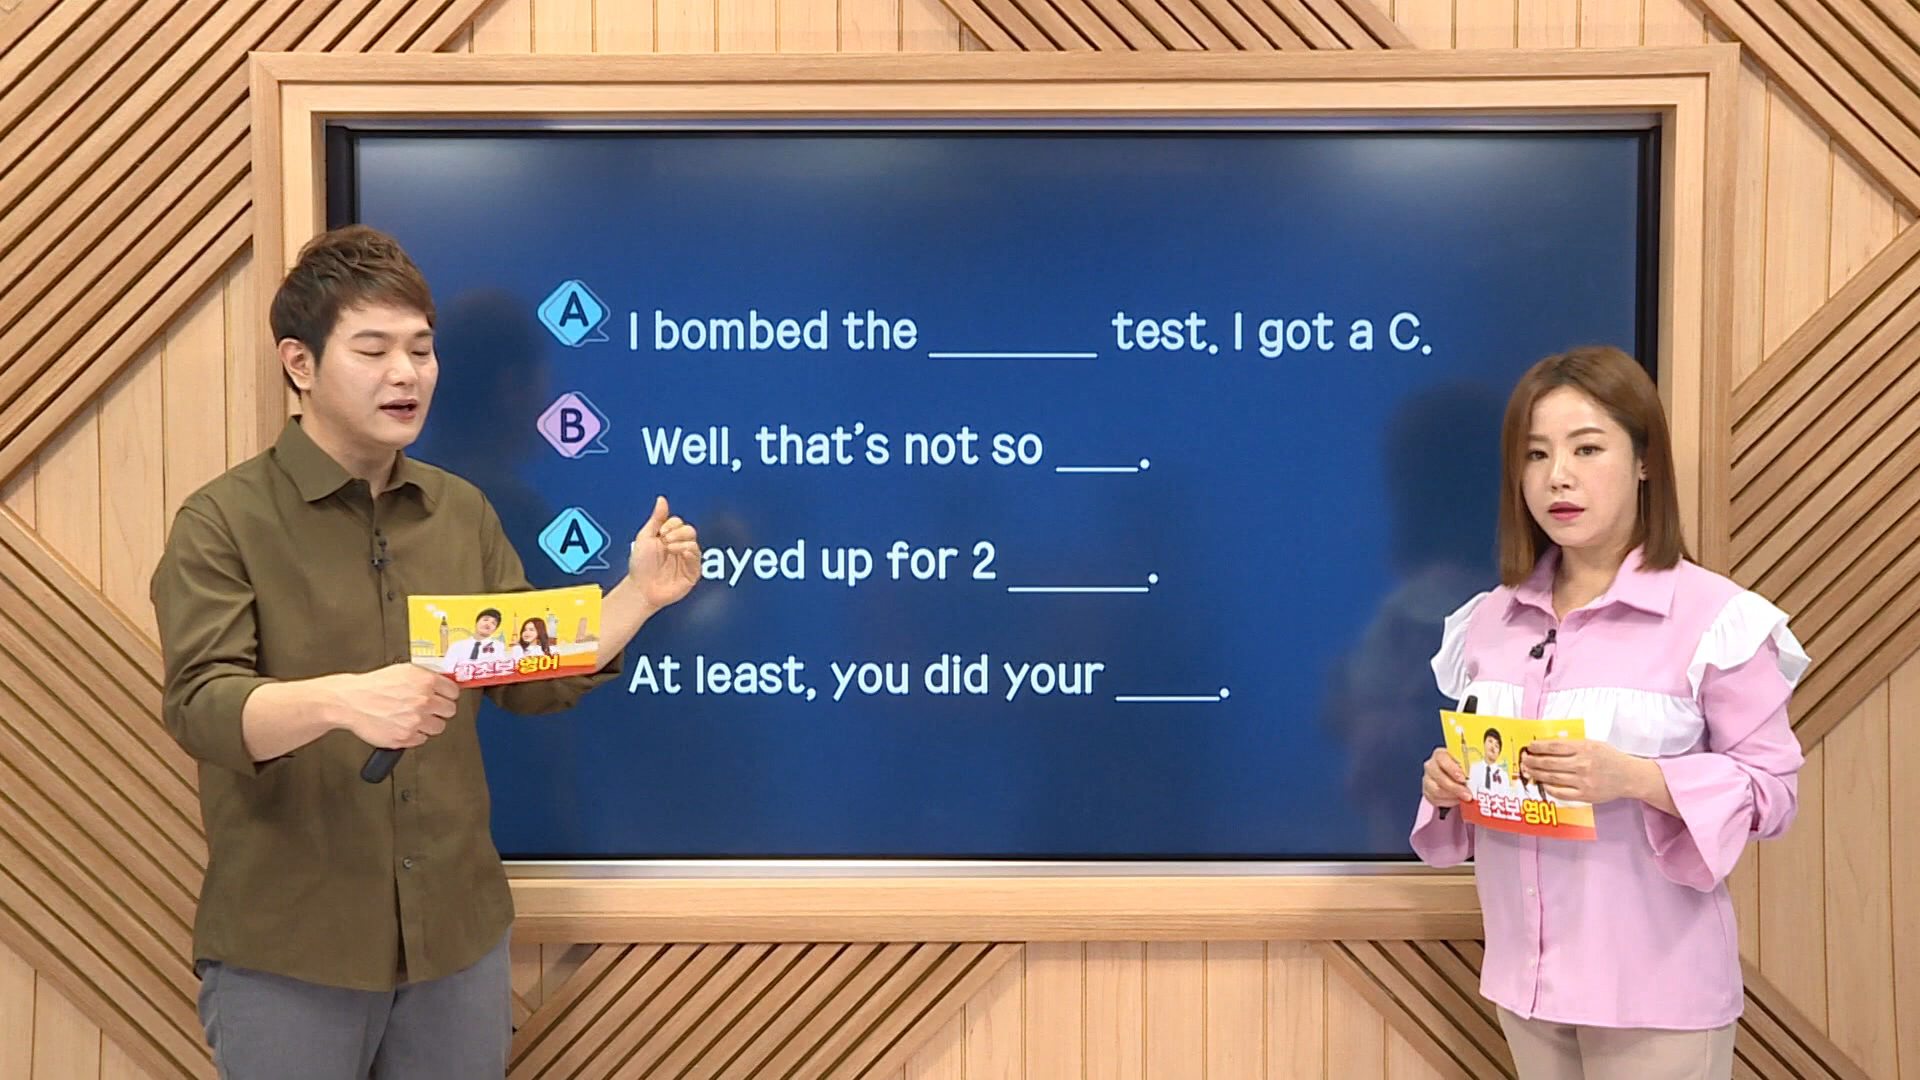 A I bombed the ______ test. I got a C.
B Well, that's not so ___.
A ayed up for 2 _____.
At least, you did your ____.
왕초보영어
왕초보영어